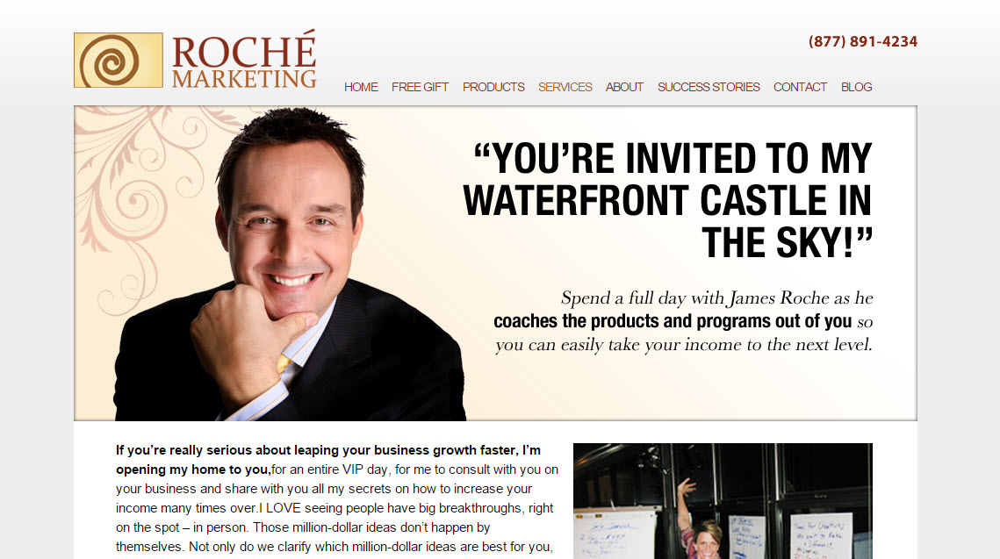 ROCHÉ
MARKETING
(877) 891-4234
HOME FREE GIFT PRODUCTS SERVICES ABOUT SUCCESS STORIES CONTACT BLOG
“YOU’RE INVITED TO MY
WATERFRONT CASTLE IN
THE SKY!”
Spend a full day with James Roche as he
coaches the products and programs out of you so
you can easily take your income to the next level.
If you’re really serious about leaping your business growth faster, I’m
opening my home to you,for an entire VIP day, for me to consult with you on
your business and share with you all my secrets on how to increase your
income many times over.I LOVE seeing people have big breakthroughs, right
on the spot – in person. Those million-dollar ideas don’t happen by
themselves. Not only do we clarify which million-dollar ideas are best for you,